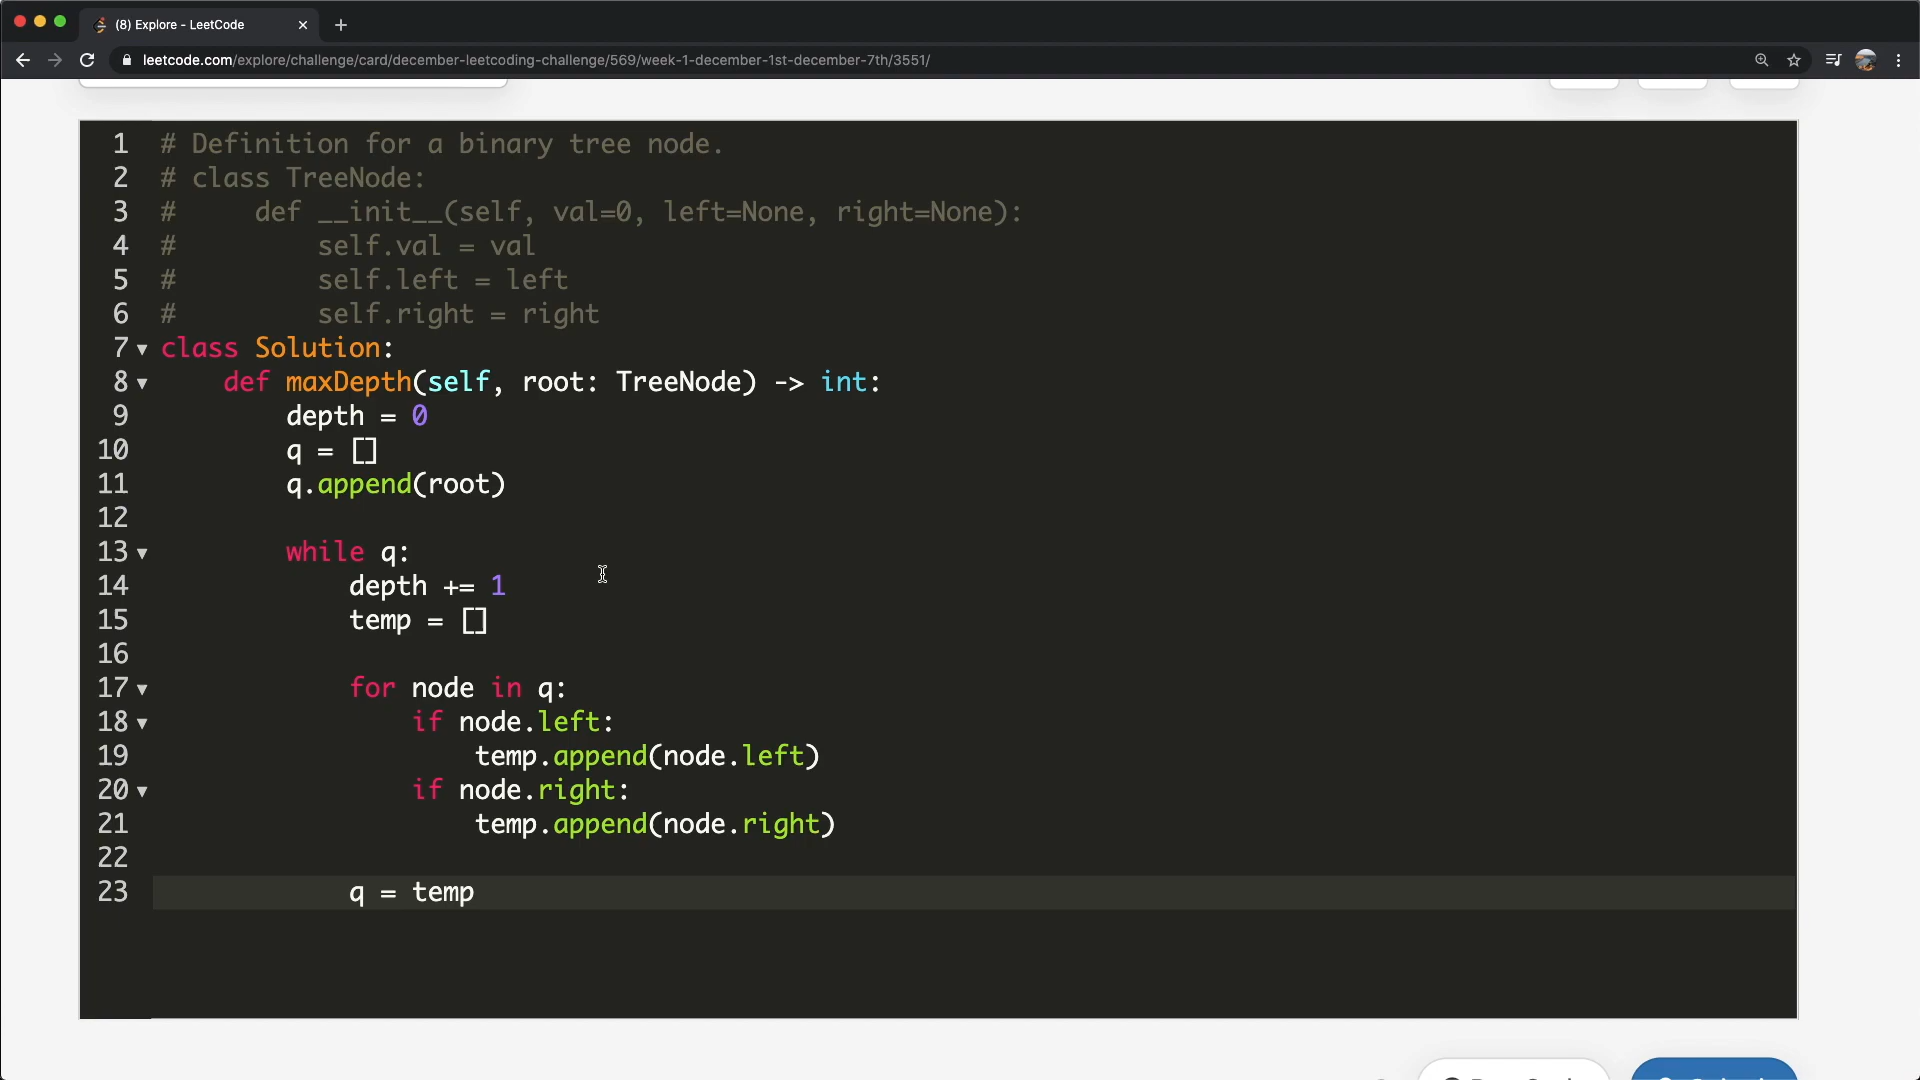 (8) Explore - LeetCode
leetcode.com/explore/challenge/card/december-leetcoding-challenge/569/week-1-december-1st-december-7th/3551/
1 # Definition for a binary tree node.
2 # class TreeNode:
3 #     def __init__(self, val=0, left=None, right=None):
4 #         self.val = val
5 #         self.left = left
6 #         self.right = right
7 class Solution:
8     def maxDepth(self, root: TreeNode) -> int:
9         depth = 0
10         q = []
11         q.append(root)
12
13         while q:
14             depth += 1
15             temp = []
16
17             for node in q:
18                 if node.left:
19                     temp.append(node.left)
20                 if node.right:
21                     temp.append(node.right)
22
23             q = temp